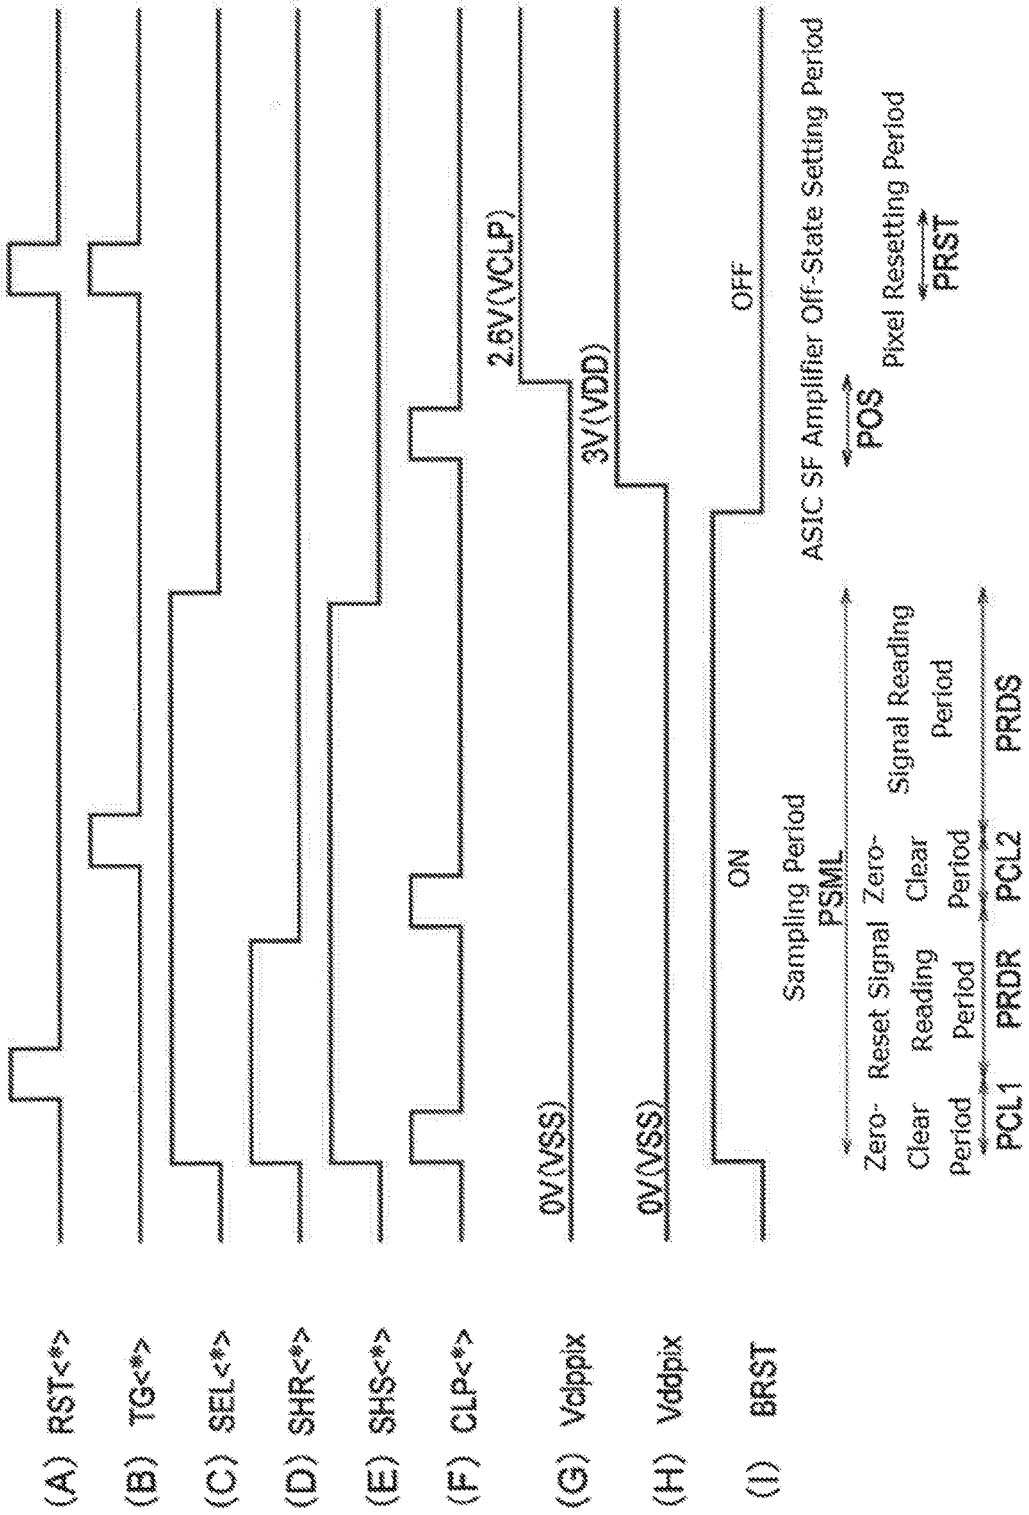 (A) RST<*>
(B) TG<*>
(C) SEL<*>
(D) SHR<*>
(E) SHS<*>
(F) CLP<*>
(G) Vclppix
0V(VSS)
2.6V(VCLP)
(H) Vddpix
0V(VSS)
3V(VDD)
(I) BRST
ON
OFF
Sampling Period
PSML
ASIC SF Amplifier Off-State Setting Period
POS
Zero-
Clear
Period
PCL1
Reset Signal
Reading
Period
PRDR
Zero-
Clear
Period
PCL2
Signal Reading
Period
PRDS
Pixel Resetting Period
PRST